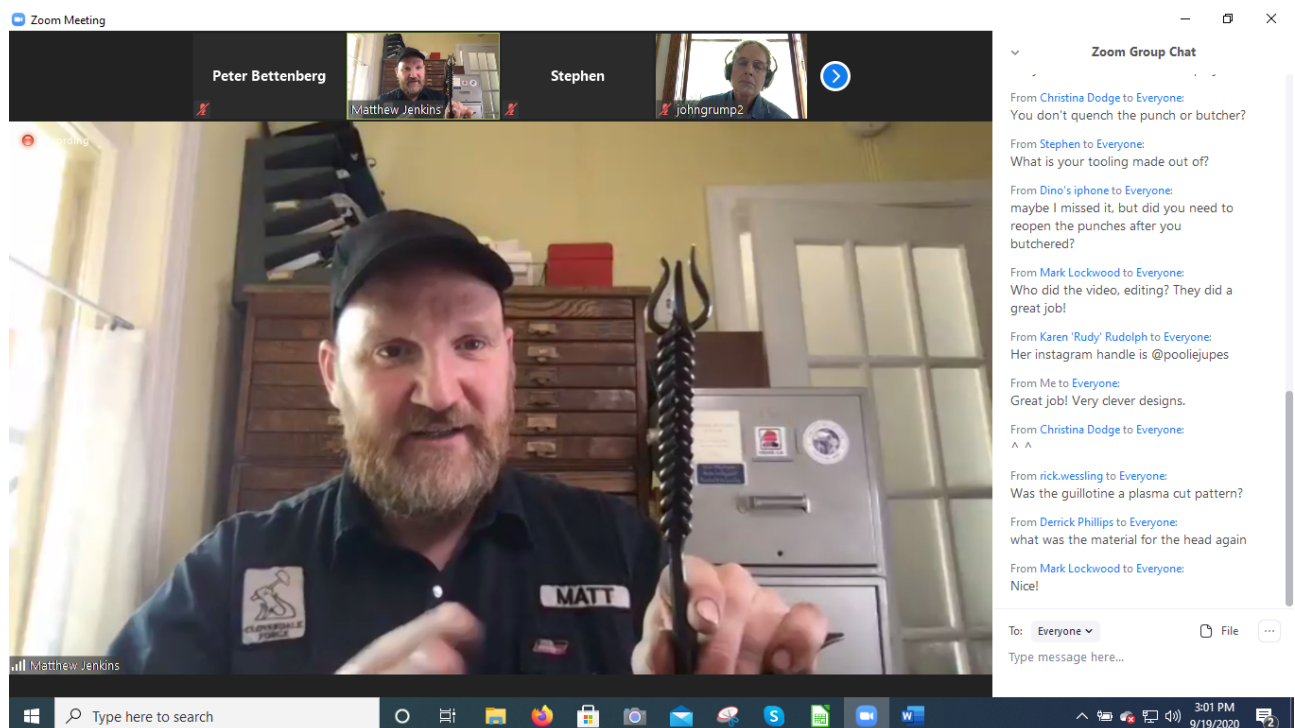 Zoom Meeting
Peter Bettenberg
Matthew Jenkins
Stephen
johngrump2
MATT
CLOVERDALE
FORGE
Matthew Jenkins
Zoom Group Chat
From Christina Dodge to Everyone:
You don't quench the punch or butcher?
From Stephen to Everyone:
What is your tooling made out of?
From Dino's iphone to Everyone:
maybe I missed it, but did you need to
reopen the punches after you
butchered?
From Mark Lockwood to Everyone:
Who did the video, editing? They did a
great job!
From Karen 'Rudy' Rudolph to Everyone:
Her instagram handle is @pooliejupes
From Me to Everyone:
Great job! Very clever designs.
From Christina Dodge to Everyone:
^ ^
From rick.wessling to Everyone:
Was the guillotine a plasma cut pattern?
From Derrick Phillips to Everyone:
what was the material for the head again
From Mark Lockwood to Everyone:
Nice!
To: Everyone
File
Type message here...
Type here to search
3:01 PM
9/19/2020
2